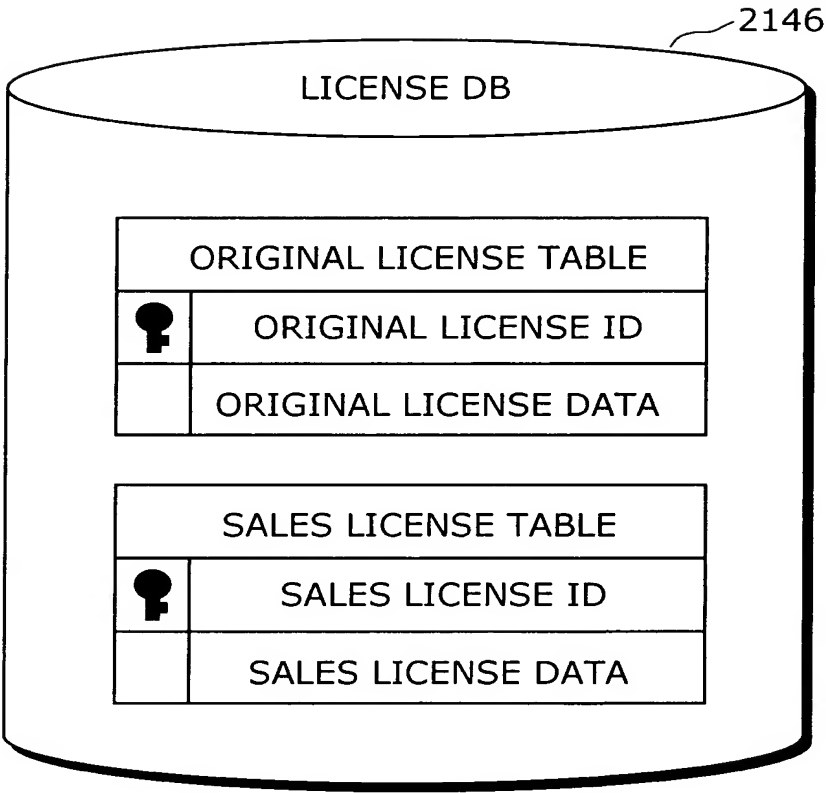 2146
LICENSE DB
ORIGINAL LICENSE TABLE
ORIGINAL LICENSE ID
ORIGINAL LICENSE DATA
SALES LICENSE TABLE
SALES LICENSE ID
SALES LICENSE DATA